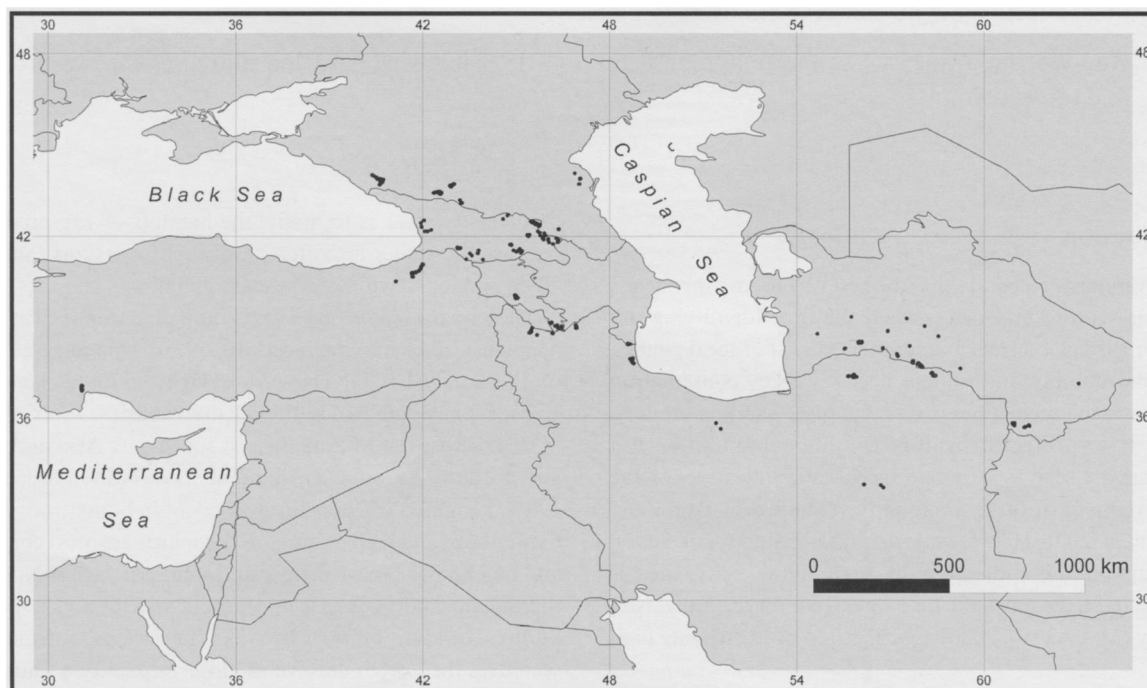 30 36 42 48 54 60
48 48
Black Sea
Caspian
Sea
42 42
36 36
Mediterranean
Sea
0 500 1000 km
30 30
30 36 42 48 54 60